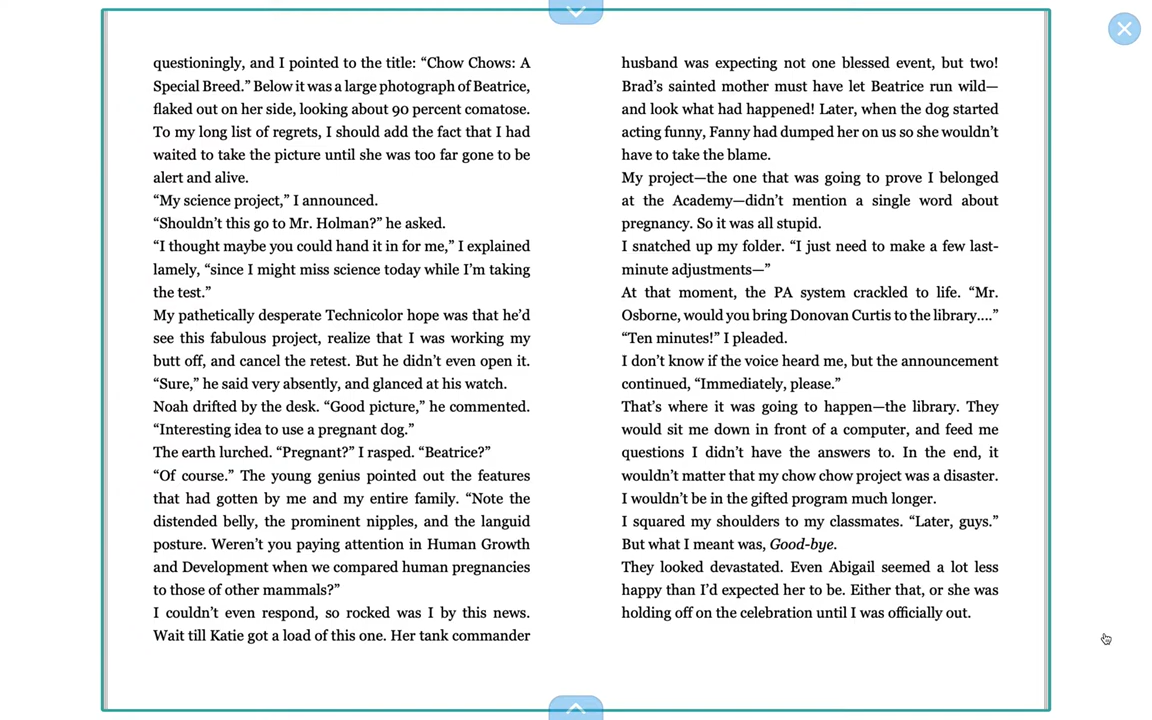 questioningly, and I pointed to the title: “Chow Chows: A
Special Breed.” Below it was a large photograph of Beatrice,
flaked out on her side, looking about 90 percent comatose.
To my long list of regrets, I should add the fact that I had
waited to take the picture until she was too far gone to be
alert and alive.
“My science project,” I announced.
“Shouldn’t this go to Mr. Holman?” he asked.
“I thought maybe you could hand it in for me,” I explained
lamely, “since I might miss science today while I’m taking
the test.”
My pathetically desperate Technicolor hope was that he’d
see this fabulous project, realize that I was working my
butt off, and cancel the retest. But he didn’t even open it.
“Sure,” he said very absently, and glanced at his watch.
Noah drifted by the desk. “Good picture,” he commented.
“Interesting idea to use a pregnant dog.”
The earth lurched. “Pregnant?” I rasped. “Beatrice?”
“Of course.” The young genius pointed out the features
that had gotten by me and my entire family. “Note the
distended belly, the prominent nipples, and the languid
posture. Weren’t you paying attention in Human Growth
and Development when we compared human pregnancies
to those of other mammals?”
I couldn’t even respond, so rocked was I by this news.
Wait till Katie got a load of this one. Her tank commander
husband was expecting not one blessed event, but two!
Brad’s sainted mother must have let Beatrice run wild—
and look what had happened! Later, when the dog started
acting funny, Fanny had dumped her on us so she wouldn’t
have to take the blame.
My project—the one that was going to prove I belonged
at the Academy—didn’t mention a single word about
pregnancy. So it was all stupid.
I snatched up my folder. “I just need to make a few last-
minute adjustments—”
At that moment, the PA system crackled to life. “Mr.
Osborne, would you bring Donovan Curtis to the library....”
“Ten minutes!” I pleaded.
I don’t know if the voice heard me, but the announcement
continued, “Immediately, please.”
That’s where it was going to happen—the library. They
would sit me down in front of a computer, and feed me
questions I didn’t have the answers to. In the end, it
wouldn’t matter that my chow chow project was a disaster.
I wouldn’t be in the gifted program much longer.
I squared my shoulders to my classmates. “Later, guys.”
But what I meant was, Good-bye.
They looked devastated. Even Abigail seemed a lot less
happy than I’d expected her to be. Either that, or she was
holding off on the celebration until I was officially out.